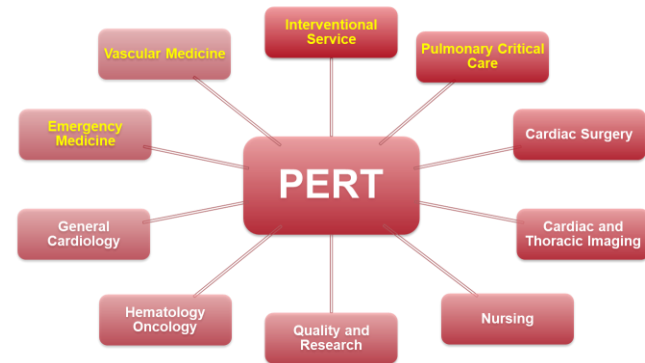 Interventional
Service
Vascular Medicine
Pulmonary Critical
Care
Emergency
Medicine
Cardiac Surgery
PERT
General
Cardiology
Cardiac and
Thoracic Imaging
Hematology
Oncology
Quality and
Research
Nursing